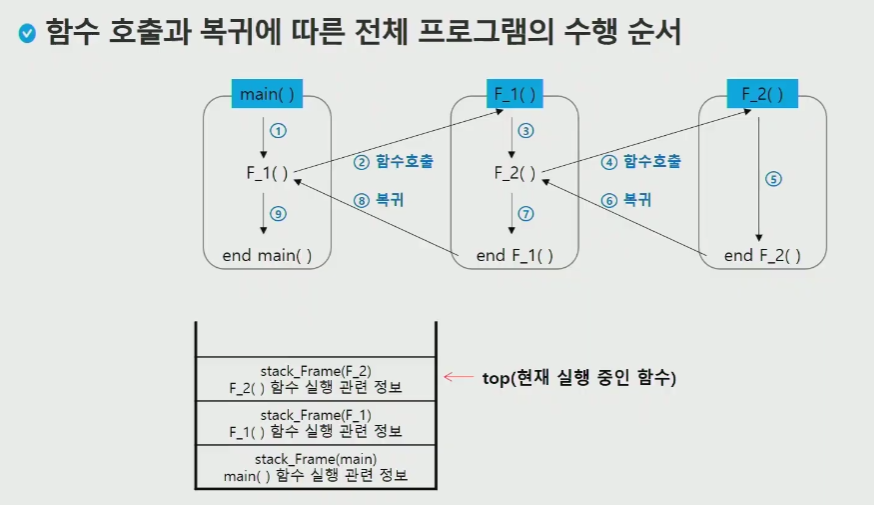 함수 호출과 복귀에 따른 전체 프로그램의 수행 순서
main( )
F_1( )
F_2( )
①
③
② 함수호출
④ 함수호출
F_1( )
F_2( )
⑤
⑧ 복귀
⑥ 복귀
⑨
⑦
end main( )
end F_1( )
end F_2( )
stack_Frame(F_2)
F_2( ) 함수 실행 관련 정보
top(현재 실행 중인 함수)
stack_Frame(F_1)
F_1( ) 함수 실행 관련 정보
stack_Frame(main)
main( ) 함수 실행 관련 정보